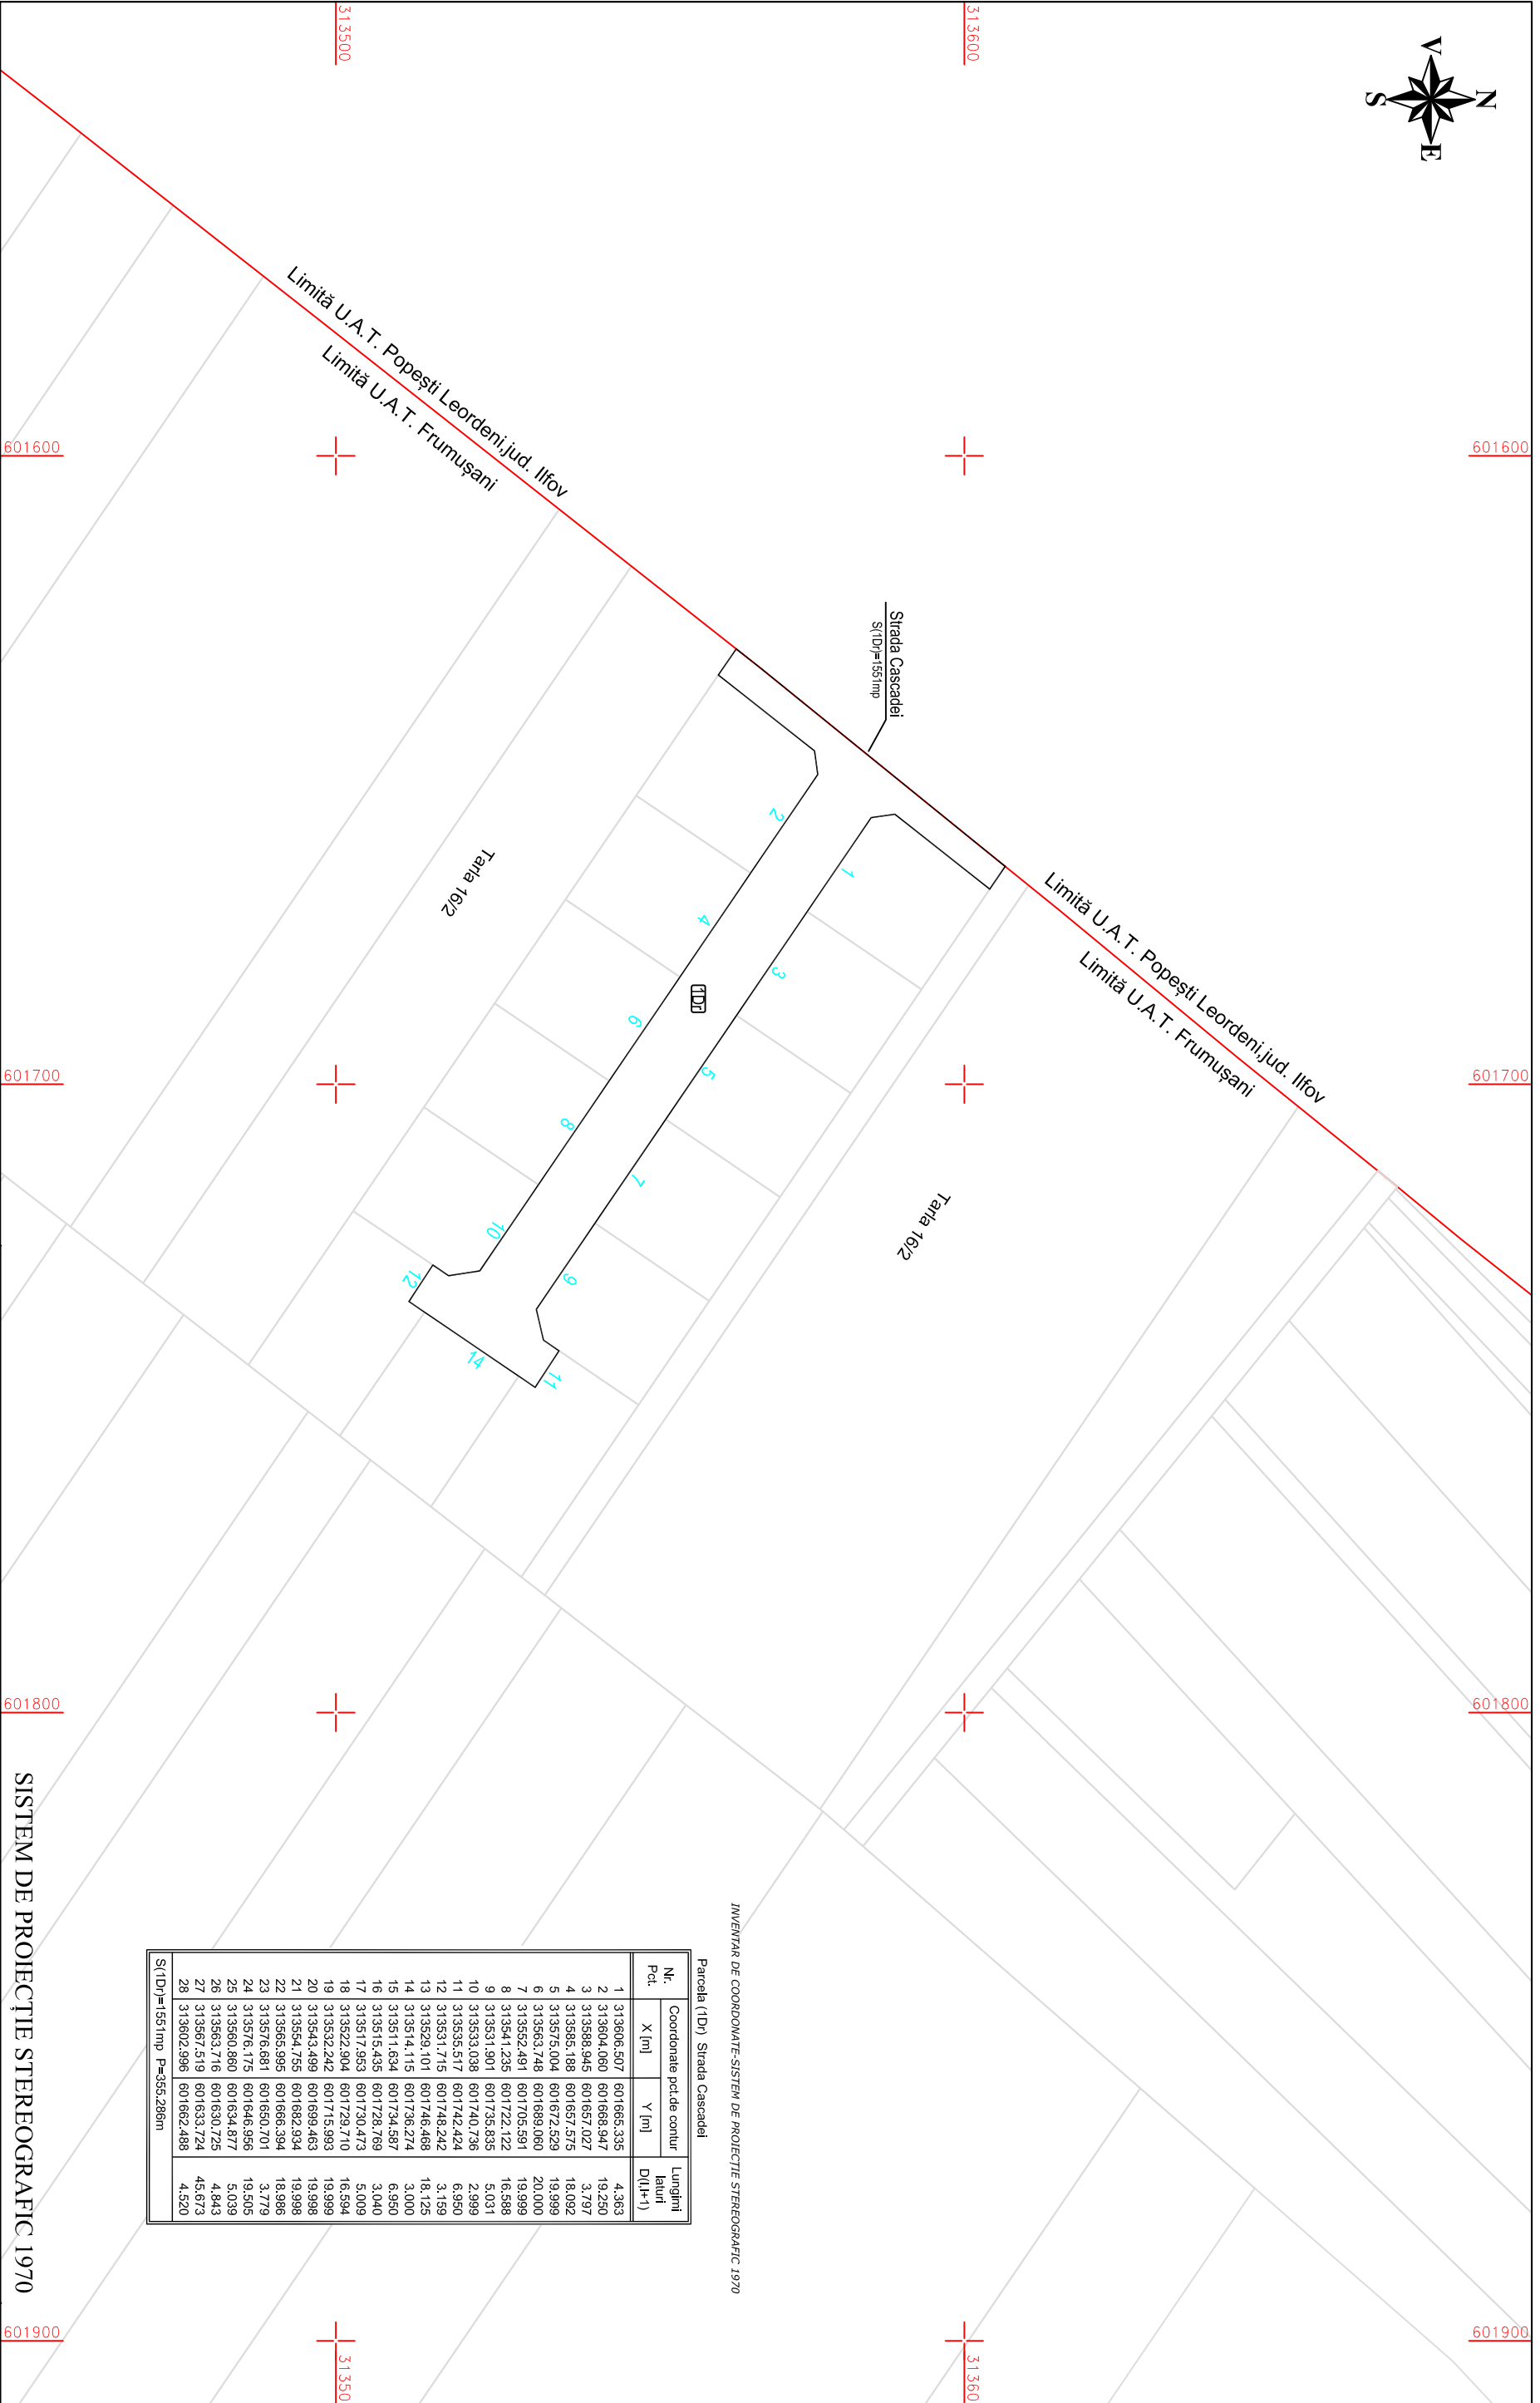 313500
313600
V
N
S
E
Limită U.A.T. Popești Leordeni,jud. Ilfov
Limită U.A.T. Frumușani
601600
601600
Strada Cascadei
S(1Dr)=1551mp
Limită U.A.T. Popești Leordeni,jud. Ilfov
Limită U.A.T. Frumușani
Tarla 16/2
Tarla 16/2
1Dr
1
2
3
4
5
6
7
8
9
10
11
12
14
601700
601700
601800
601800
601900
601900
31350
31360
INVENTAR DE COORDONATE-SISTEM DE PROIECȚIE STEREOGRAFIC 1970
Parcela (1Dr) Strada Cascadei
Nr. Pct. Coordonate pct.de contur Lungimi laturi D(i,i+1)
X [m] Y [m]
1 313606.507 601665.335 4.363
2 313604.060 601668.947 19.250
3 313588.945 601657.027 3.797
4 313585.188 601657.575 18.092
5 313575.004 601672.529 19.999
6 313563.748 601689.060 20.000
7 313552.491 601705.591 19.999
8 313541.235 601722.122 16.588
9 313531.901 601735.835 5.031
10 313533.038 601740.736 2.999
11 313535.517 601742.424 6.950
12 313531.715 601748.242 3.159
13 313529.101 601746.468 18.125
14 313514.115 601736.274 3.000
15 313511.634 601734.587 6.950
16 313515.435 601728.769 3.040
17 313517.953 601730.473 5.009
18 313522.904 601729.710 16.594
19 313532.242 601715.993 19.999
20 313543.499 601699.463 19.998
21 313554.755 601682.934 19.998
22 313565.995 601666.394 18.986
23 313576.681 601650.701 3.779
24 313576.175 601646.956 19.505
25 313560.860 601634.877 5.039
26 313563.716 601630.725 4.843
27 313567.519 601633.724 45.673
28 313602.996 601662.488 4.520
S(1Dr)=1551mp P=355.286m
SISTEM DE PROIECȚIE STEREOGRAFIC 1970